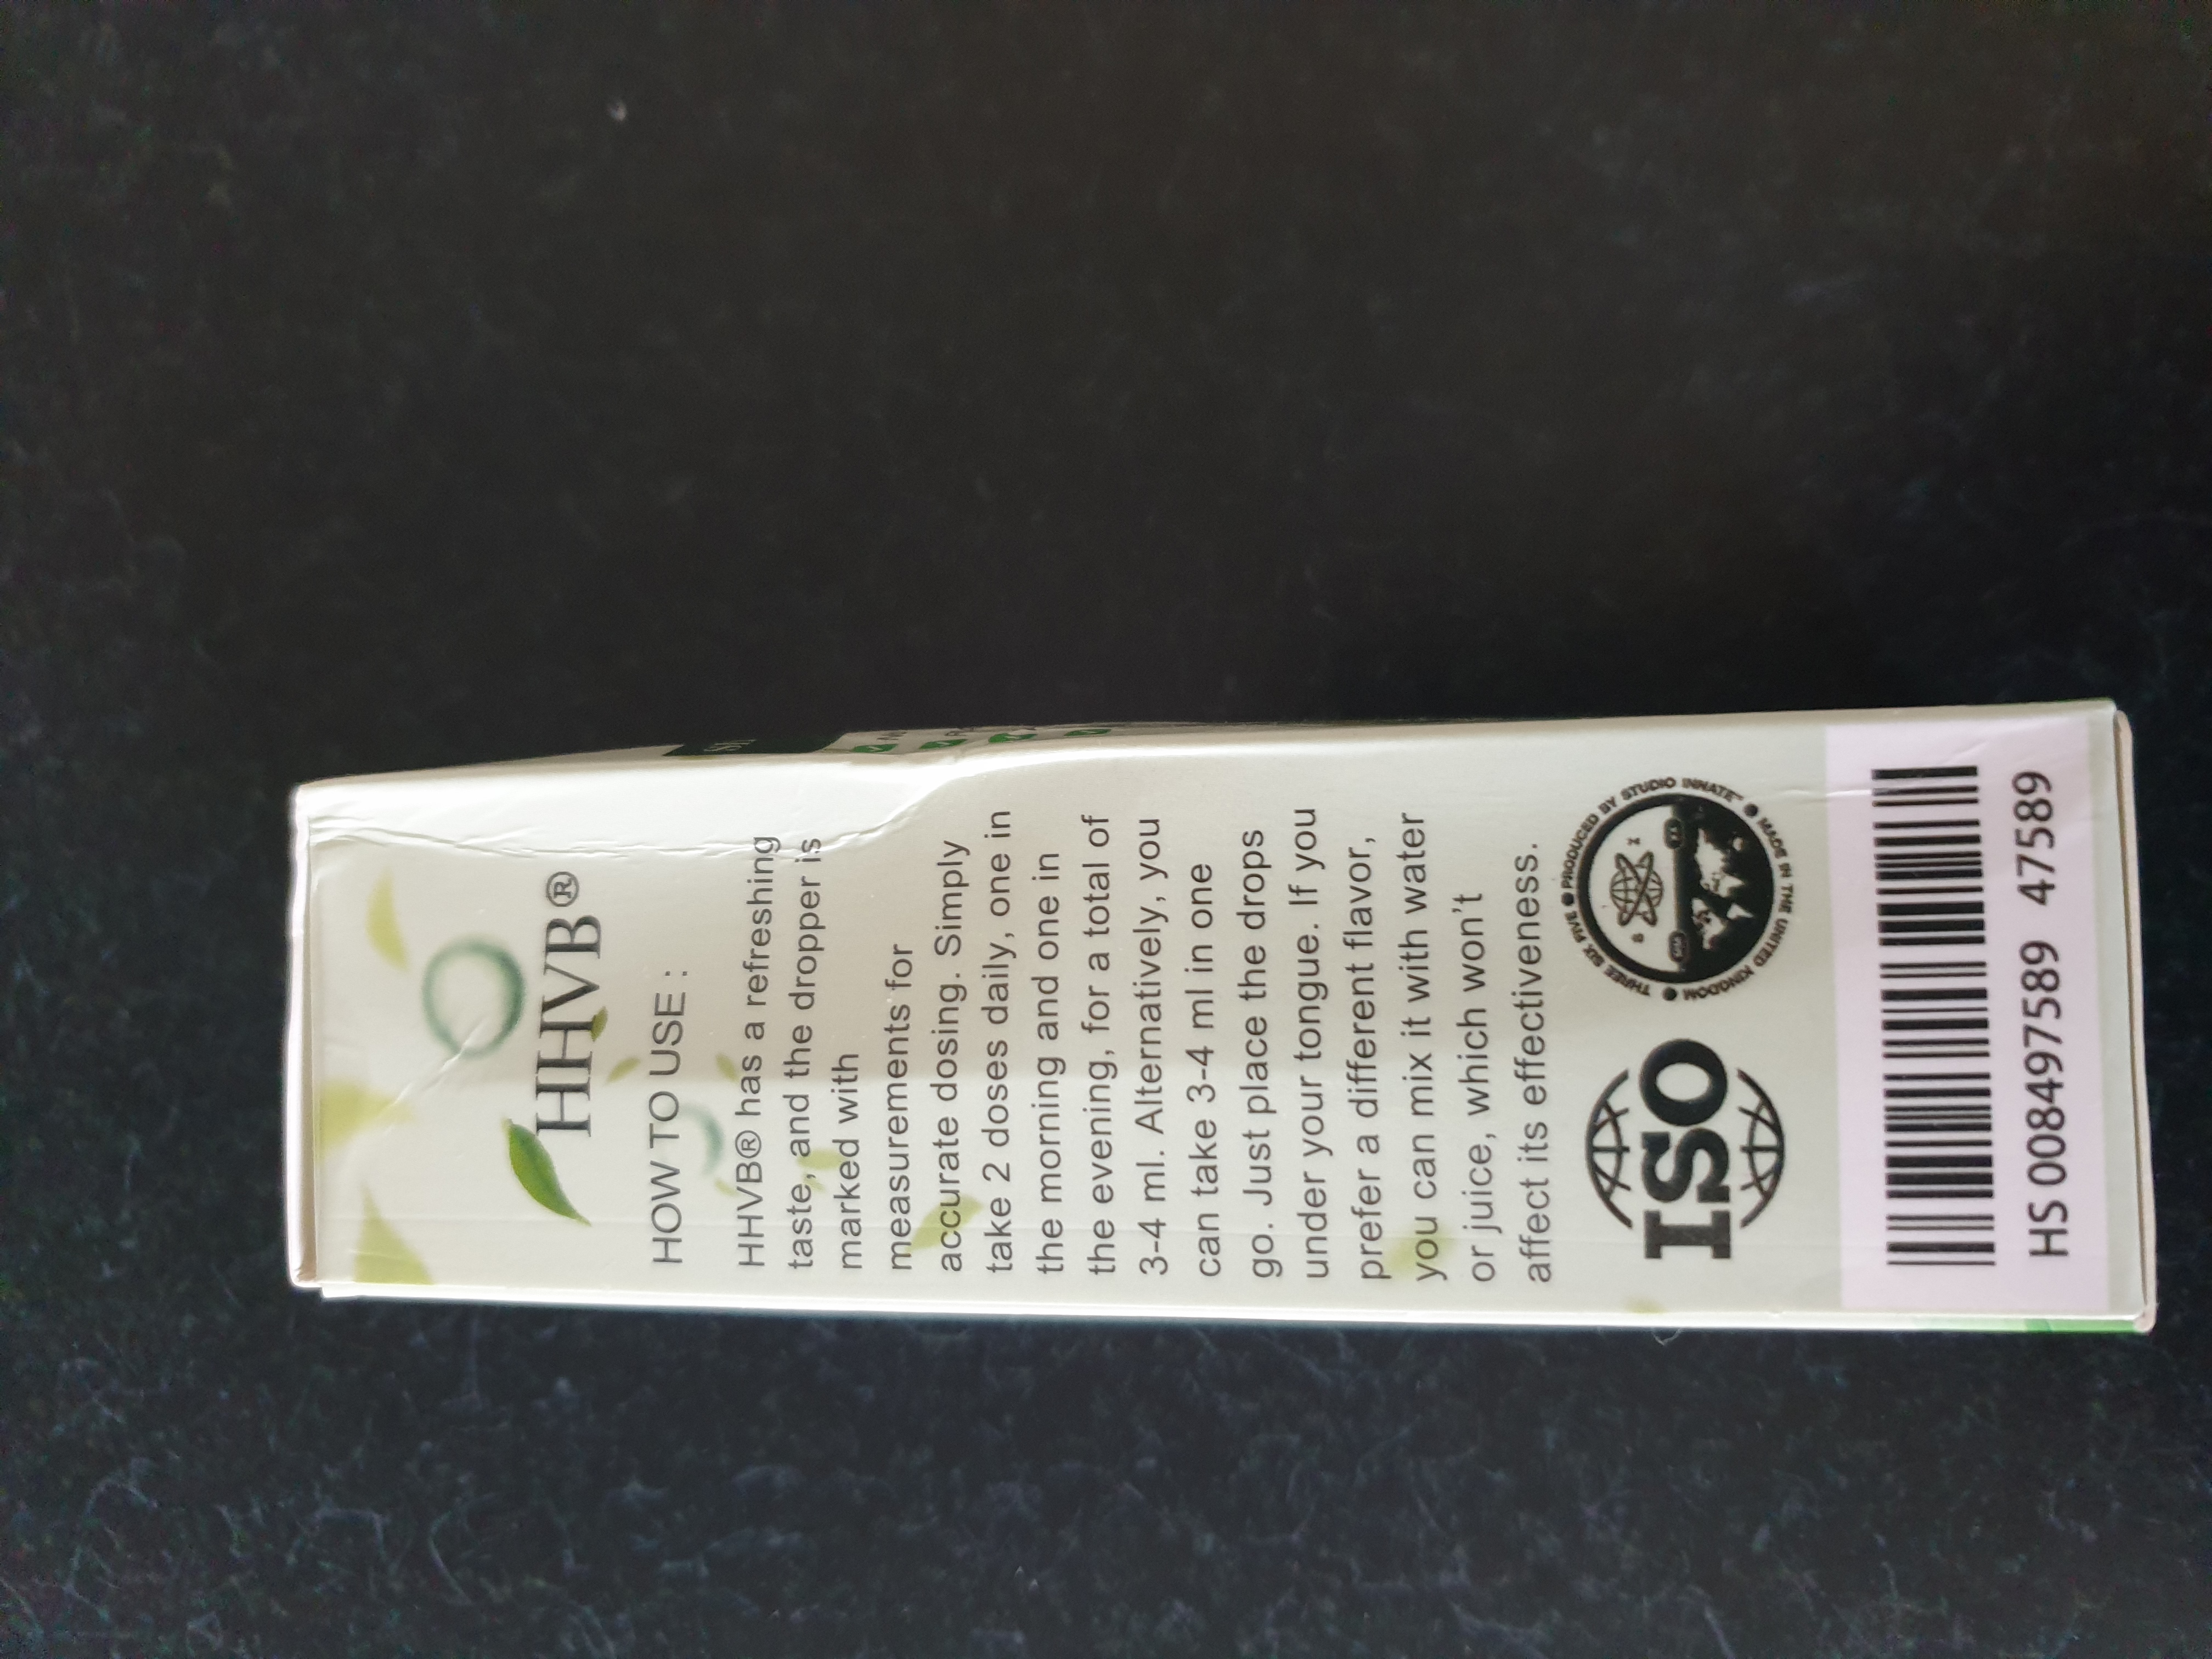 HHVB®
HOW TO USE :
HHVB® has a refreshing
taste, and the dropper is
marked with
measurements for
accurate dosing. Simply
take 2 doses daily, one in
the morning and one in
the evening, for a total of
3-4 ml. Alternatively, you
can take 3-4 ml in one
go. Just place the drops
under your tongue. If you
prefer a different flavor,
you can mix it with water
or juice, which won't
affect its effectiveness.
ISO
THREE SIX FIVE ● PRODUCED BY STUDIO INNATE™ ● MADE IN THE UNITED KINGDOM ●
HS 008497589 47589